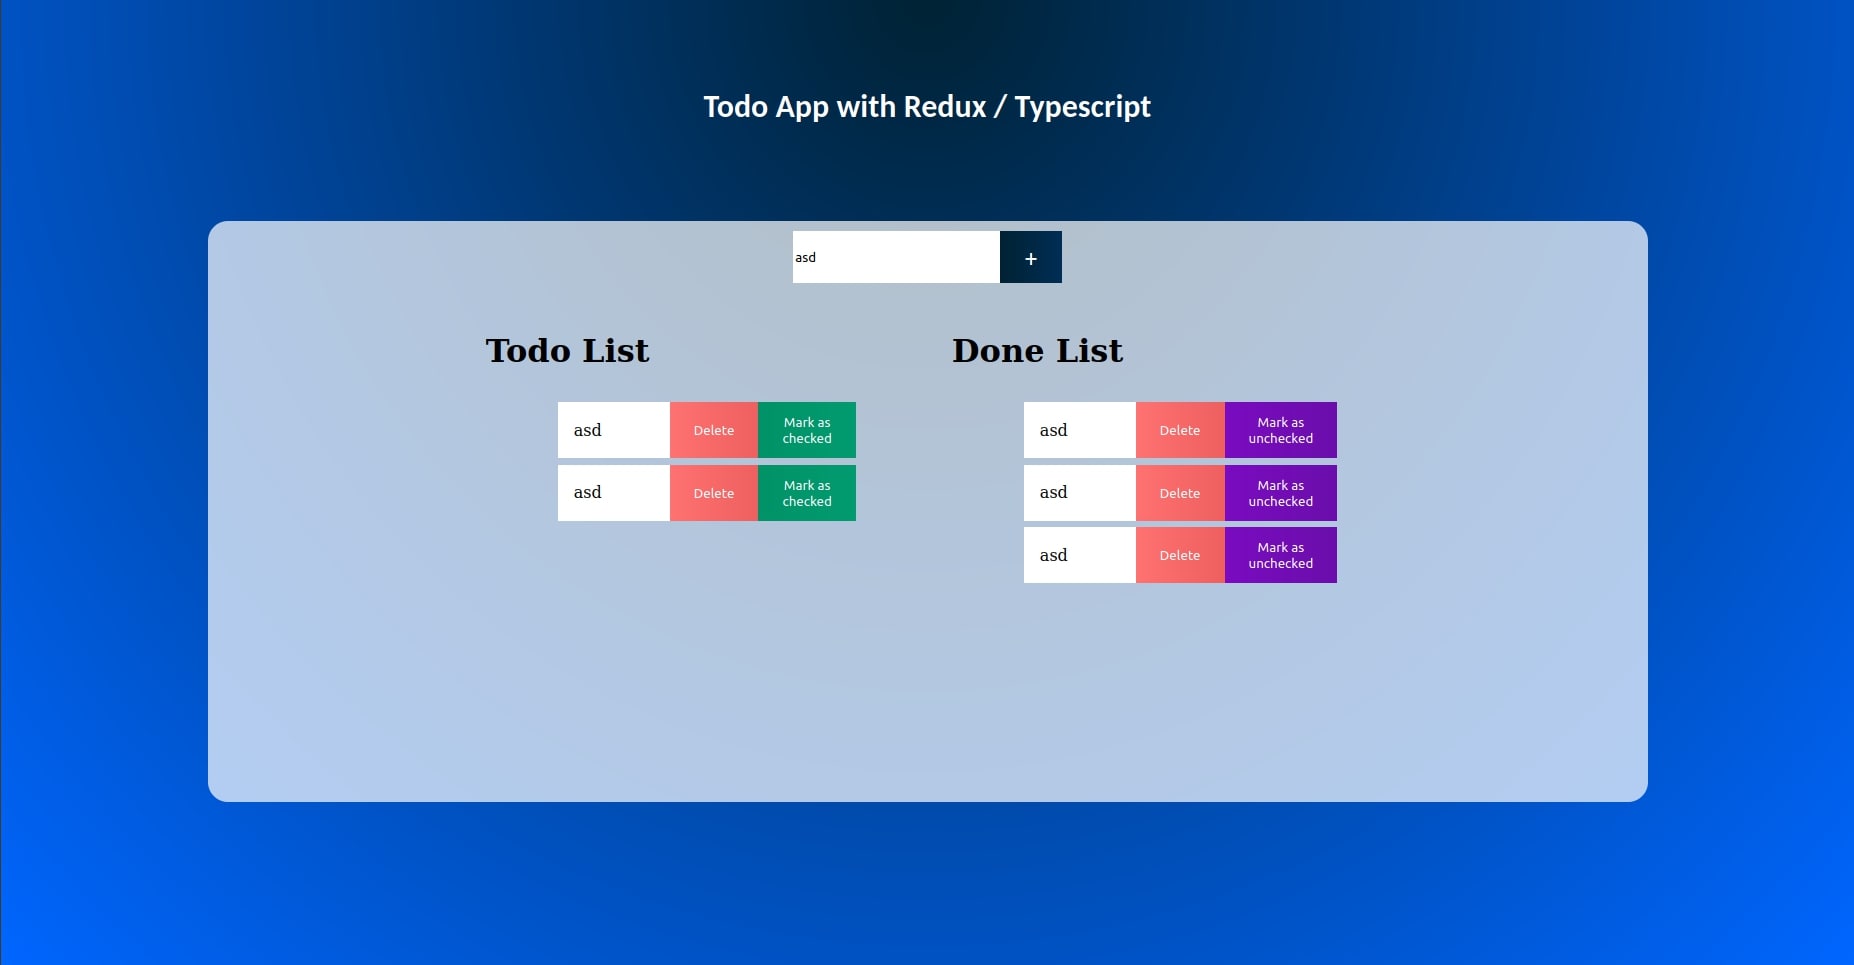 Todo App with Redux / Typescript
asd +
Todo List
asd Delete Mark as
checked
asd Delete Mark as
checked
Done List
asd Delete Mark as
unchecked
asd Delete Mark as
unchecked
asd Delete Mark as
unchecked